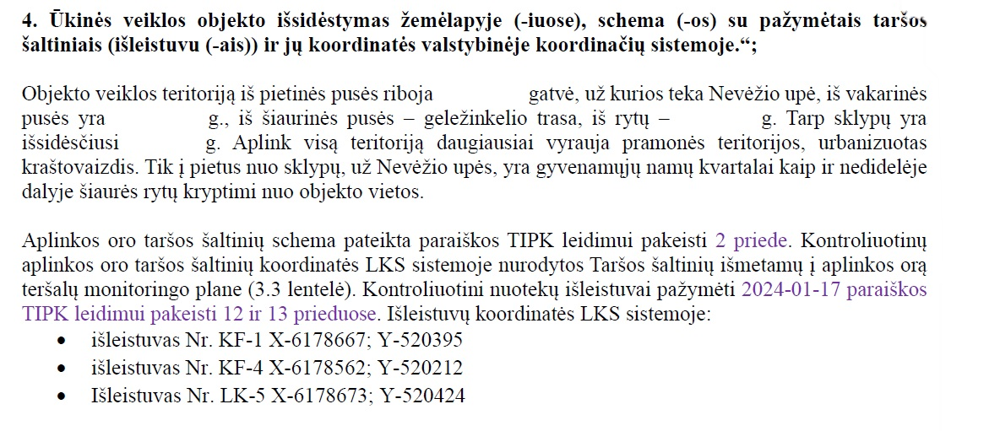 4. Ūkinės veiklos objekto išsidėstymas žemėlapyje (-iuose), schema (-os) su pažymėtais taršos
šaltiniais (išleistuvu (-ais)) ir jų koordinatės valstybinėje koordinačių sistemoje.“;
Objekto veiklos teritoriją iš pietinės pusės riboja gatvė, už kurios teka Nevėžio upė, iš vakarinės
pusės yra g., iš šiaurinės pusės – geležinkelio trasa, iš rytų – g. Tarp sklypų yra
išsidėsčiusi g. Aplink visą teritoriją daugiausiai vyrauja pramonės teritorijos, urbanizuotas
kraštovaizdis. Tik į pietus nuo sklypų, už Nevėžio upės, yra gyvenamųjų namų kvartalai kaip ir nedidelėje
dalyje šiaurės rytų kryptimi nuo objekto vietos.
Aplinkos oro taršos šaltinių schema pateikta paraiškos TIPK leidimui pakeisti 2 priede. Kontroliuotinų
aplinkos oro taršos šaltinių koordinatės LKS sistemoje nurodytos Taršos šaltinių išmetamų į aplinkos orą
teršalų monitoringo plane (3.3 lentelė). Kontroliuotini nuotekų išleistuvai pažymėti 2024-01-17 paraiškos
TIPK leidimui pakeisti 12 ir 13 prieduose. Išleistuvų koordinatės LKS sistemoje:
• išleistuvas Nr. KF-1 X-6178667; Y-520395
• išleistuvas Nr. KF-4 X-6178562; Y-520212
• Išleistuvas Nr. LK-5 X-6178673; Y-520424